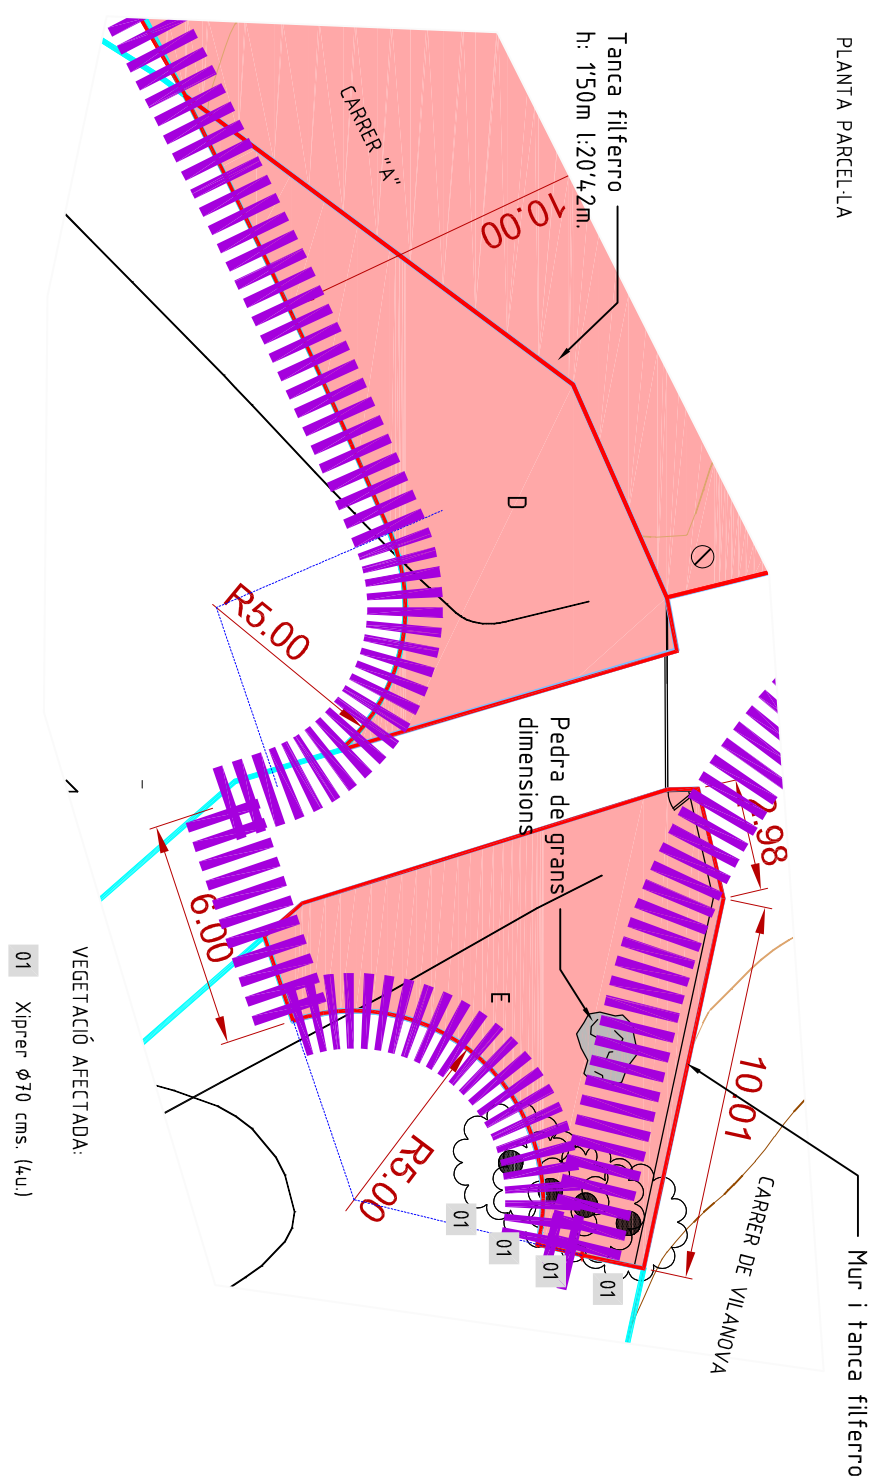 PLANTA PARCEL·LA
Tanca filferro
h: 1'50m l:20'42m.
CARRER "A"
10.00
D
R5.00
Pedra de grans
dimensions
6.00
E
R5.00
10.01
CARRER DE VILANOVA
Mur i tanca filferro
01
01
01
01
VEGETACIÓ AFECTADA:
01 Xiprer Ø70 cms. (4u.)